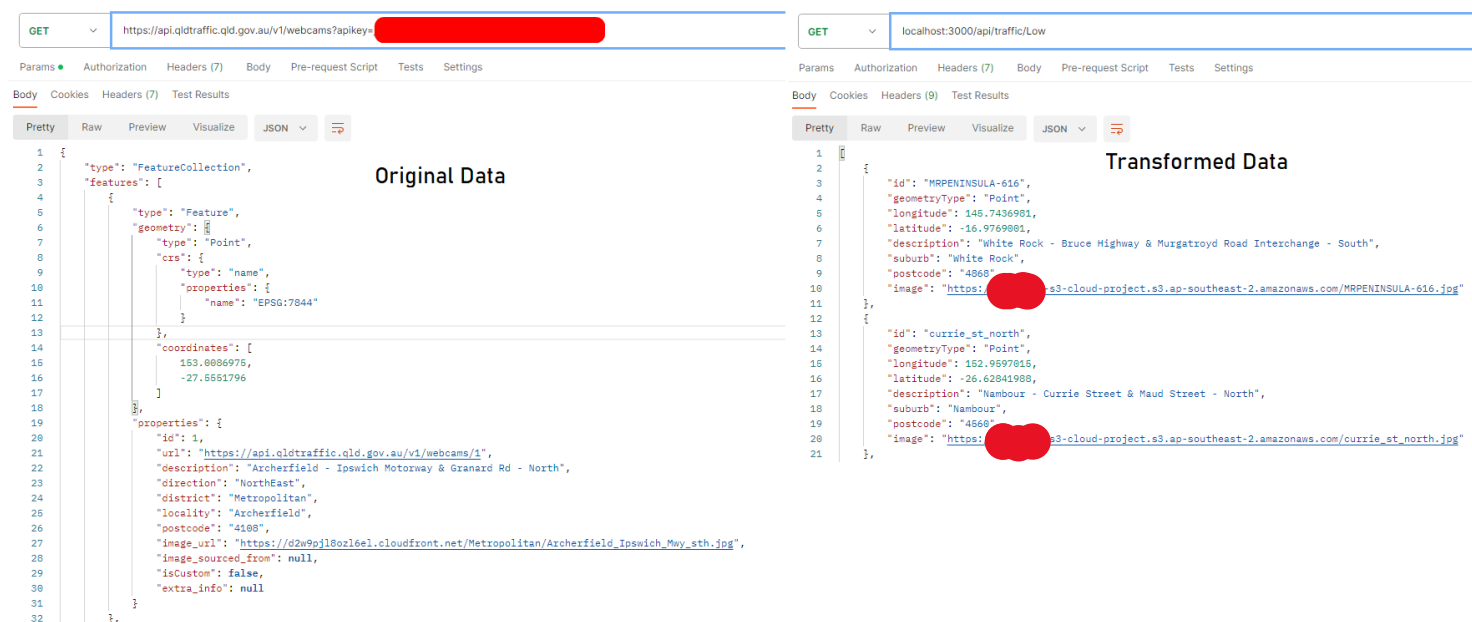 GET https://api.qldtraffic.qld.gov.au/v1/webcams?apikey=
Params Authorization Headers (7) Body Pre-request Script Tests Settings
Body Cookies Headers (7) Test Results
Pretty Raw Preview Visualize JSON
Original Data
1 {
2 "type": "FeatureCollection",
3 "features": [
4 {
5 "type": "Feature",
6 "geometry": {
7 "type": "Point",
8 "crs": {
9 "type": "name",
10 "properties": {
11 "name": "EPSG:7844"
12 }
13 },
14 "coordinates": [
15 153.0086975,
16 -27.5551796
17 ]
18 },
19 "properties": {
20 "id": 1,
21 "url": "https://api.qldtraffic.qld.gov.au/v1/webcams/1",
22 "description": "Archerfield - Ipswich Motorway & Granard Rd - North",
23 "direction": "NorthEast",
24 "district": "Metropolitan",
25 "locality": "Archerfield",
26 "postcode": "4108",
27 "image_url": "https://d2w9pjl8ozl6el.cloudfront.net/Metropolitan/Archerfield_Ipswich_Mwy_sth.jpg",
28 "image_sourced_from": null,
29 "isCustom": false,
30 "extra_info": null
31 }
32 },
GET localhost:3000/api/traffic/Low
Params Authorization Headers (7) Body Pre-request Script Tests Settings
Body Cookies Headers (9) Test Results
Pretty Raw Preview Visualize JSON
Transformed Data
1 [
2 {
3 "id": "MRPENINSULA-616",
4 "geometryType": "Point",
5 "longitude": 145.7436981,
6 "latitude": -16.9769001,
7 "description": "White Rock - Bruce Highway & Murgatroyd Road Interchange - South",
8 "suburb": "White Rock",
9 "postcode": "4868"
10 "image": "https: s3-cloud-project.s3.ap-southeast-2.amazonaws.com/MRPENINSULA-616.jpg"
11 },
12 {
13 "id": "currie_st_north",
14 "geometryType": "Point",
15 "longitude": 152.9597015,
16 "latitude": -26.62841988,
17 "description": "Nambour - Currie Street & Maud Street - North",
18 "suburb": "Nambour",
19 "postcode": "4560"
20 "image": "https: s3-cloud-project.s3.ap-southeast-2.amazonaws.com/currie_st_north.jpg"
21 },